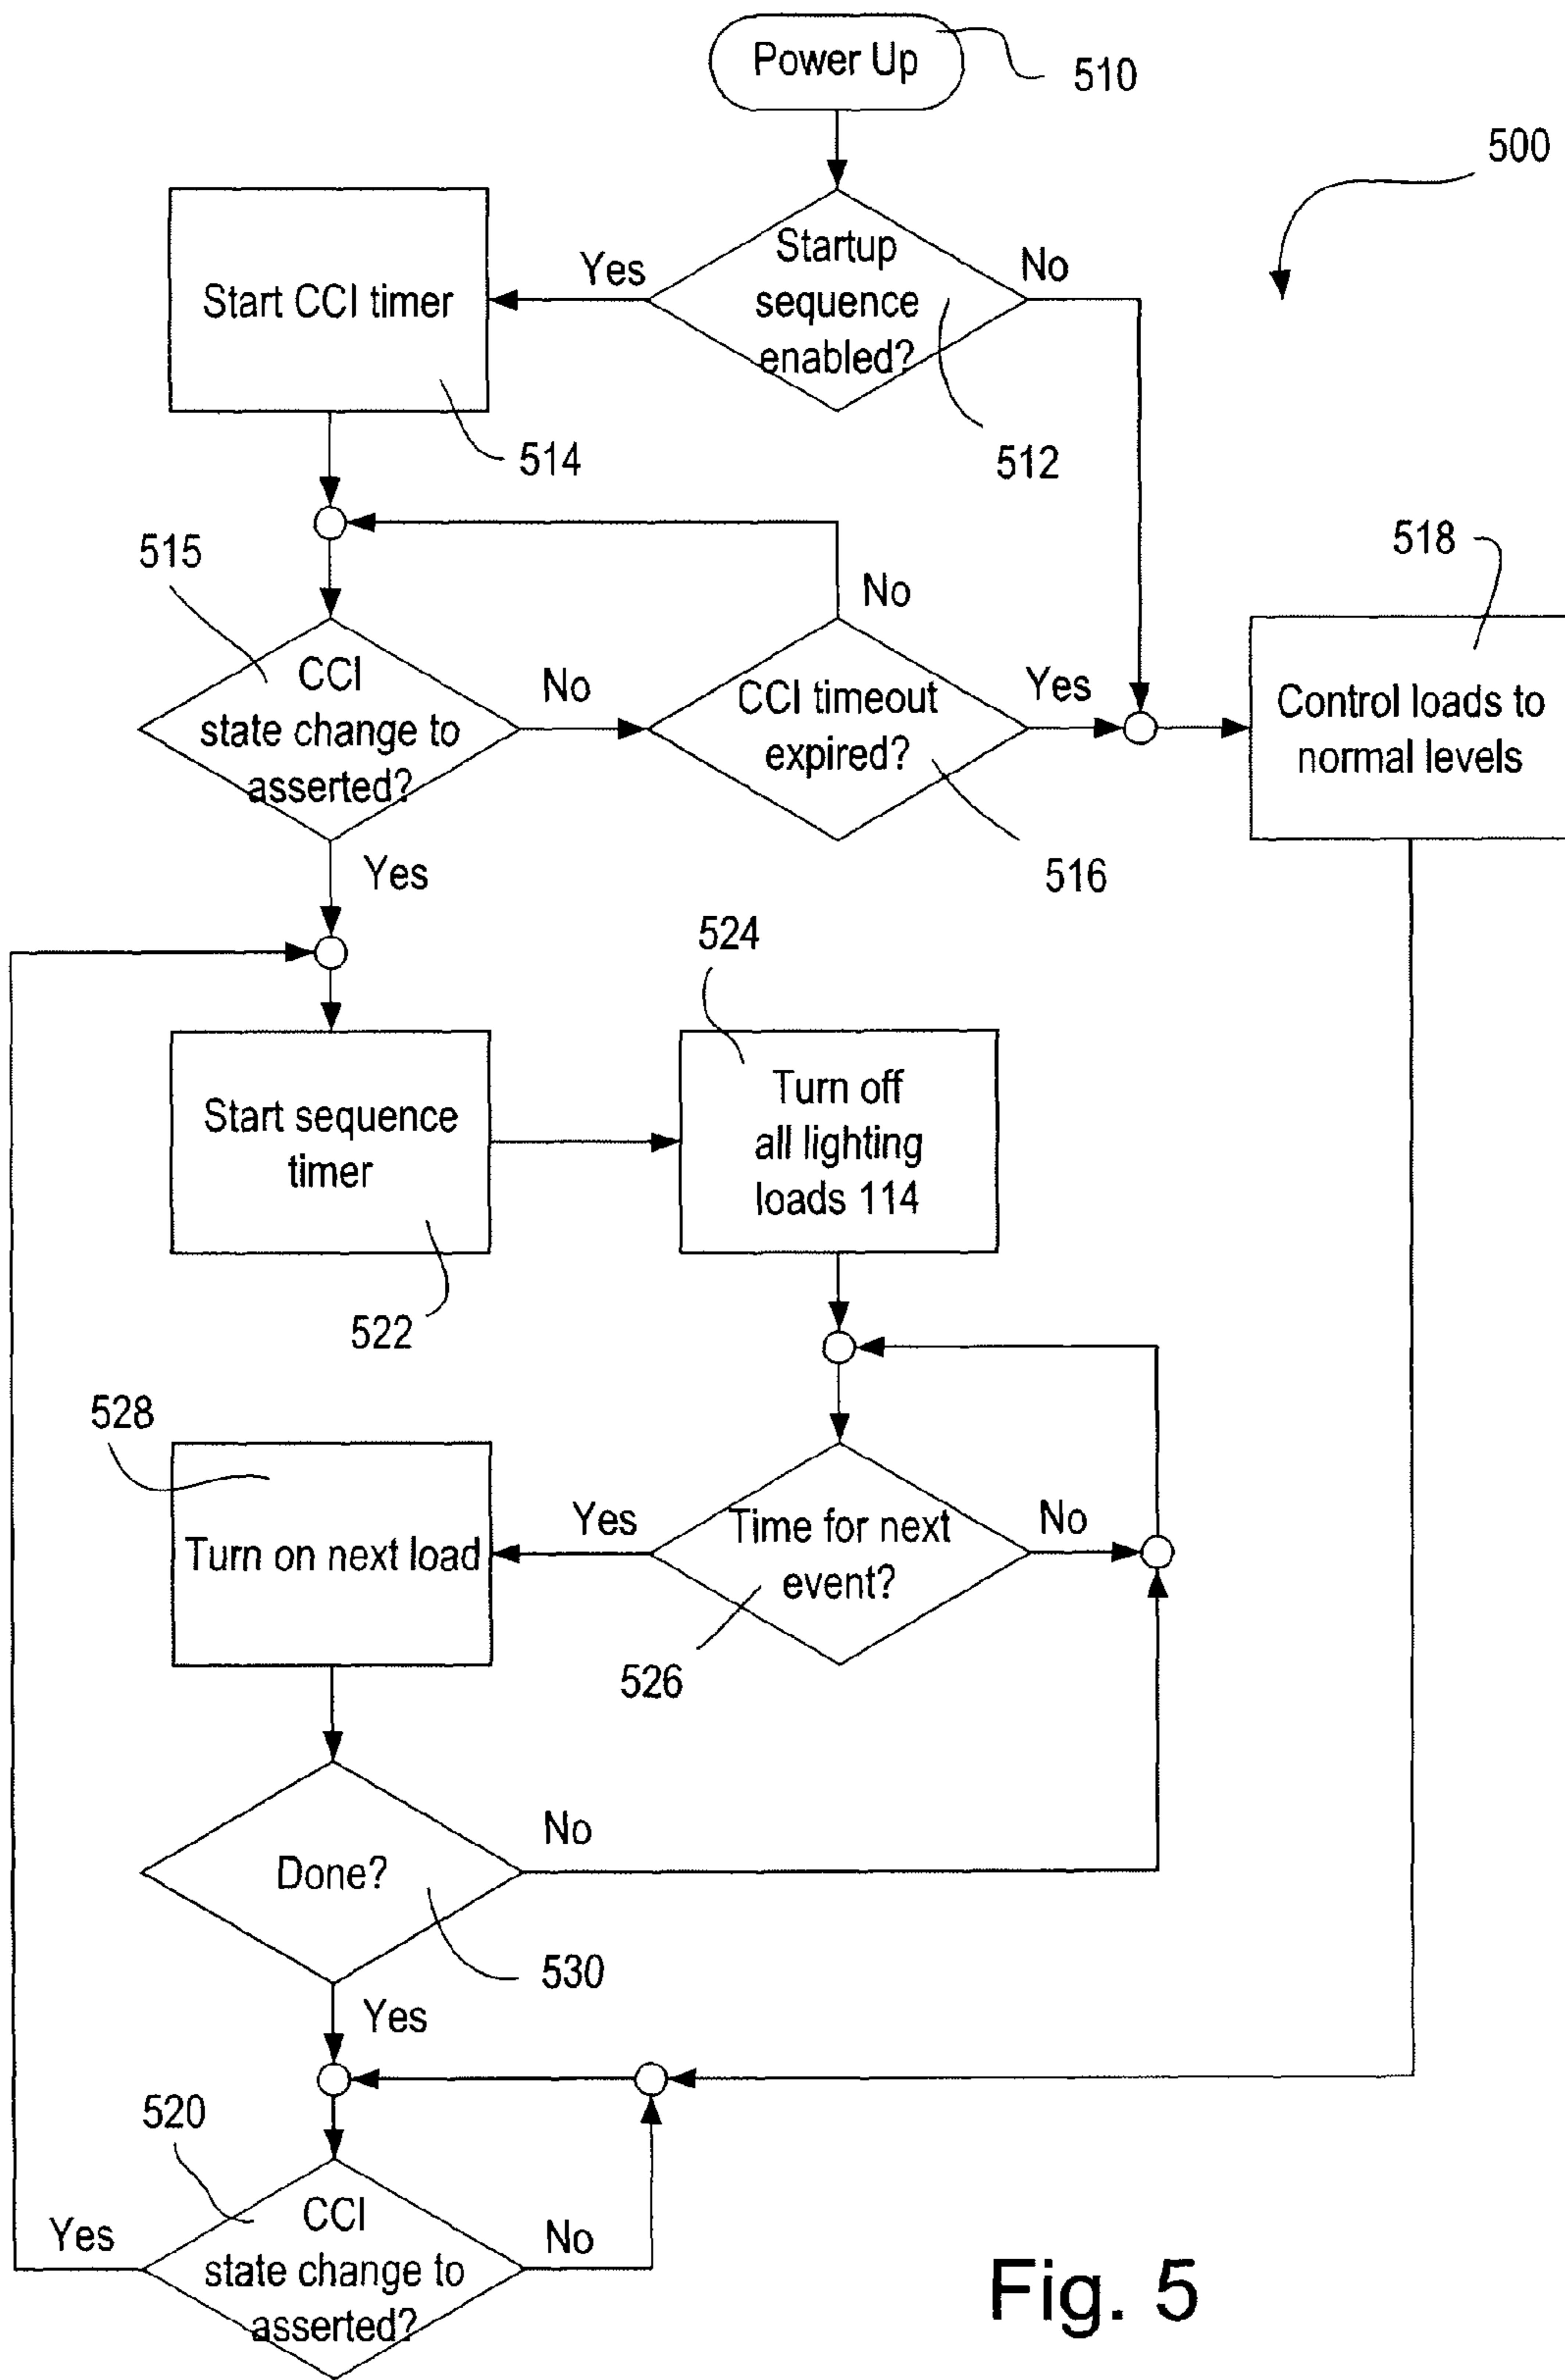 Power Up
510
500
Startup
sequence
enabled?
Yes
No
512
Start CCI timer
514
515
CCI
state change to
asserted?
No
Yes
CCI timeout
expired?
No
Yes
516
518
Control loads to
normal levels
Start sequence
timer
522
524
Turn off
all lighting
loads 114
Time for next
event?
Yes
No
526
528
Turn on next load
Done?
No
Yes
530
520
CCI
state change to
asserted?
Yes
No
Fig. 5